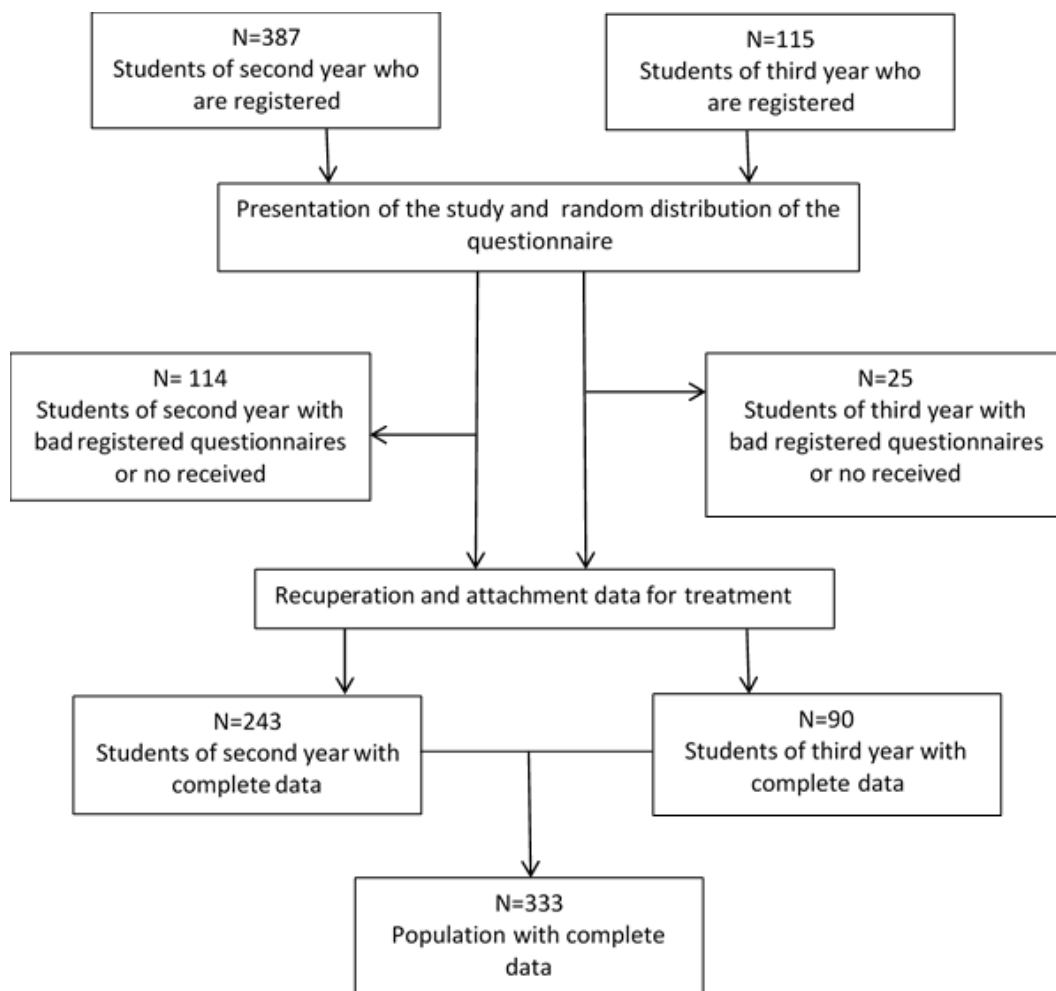 N=387
Students of second year who
are registered
N=115
Students of third year who
are registered
Presentation of the study and random distribution of the
questionnaire
N= 114
Students of second year with
bad registered questionnaires
or no received
N=25
Students of third year with
bad registered questionnaires
or no received
Recuperation and attachment data for treatment
N=243
Students of second year with
complete data
N=90
Students of third year with
complete data
N=333
Population with complete
data